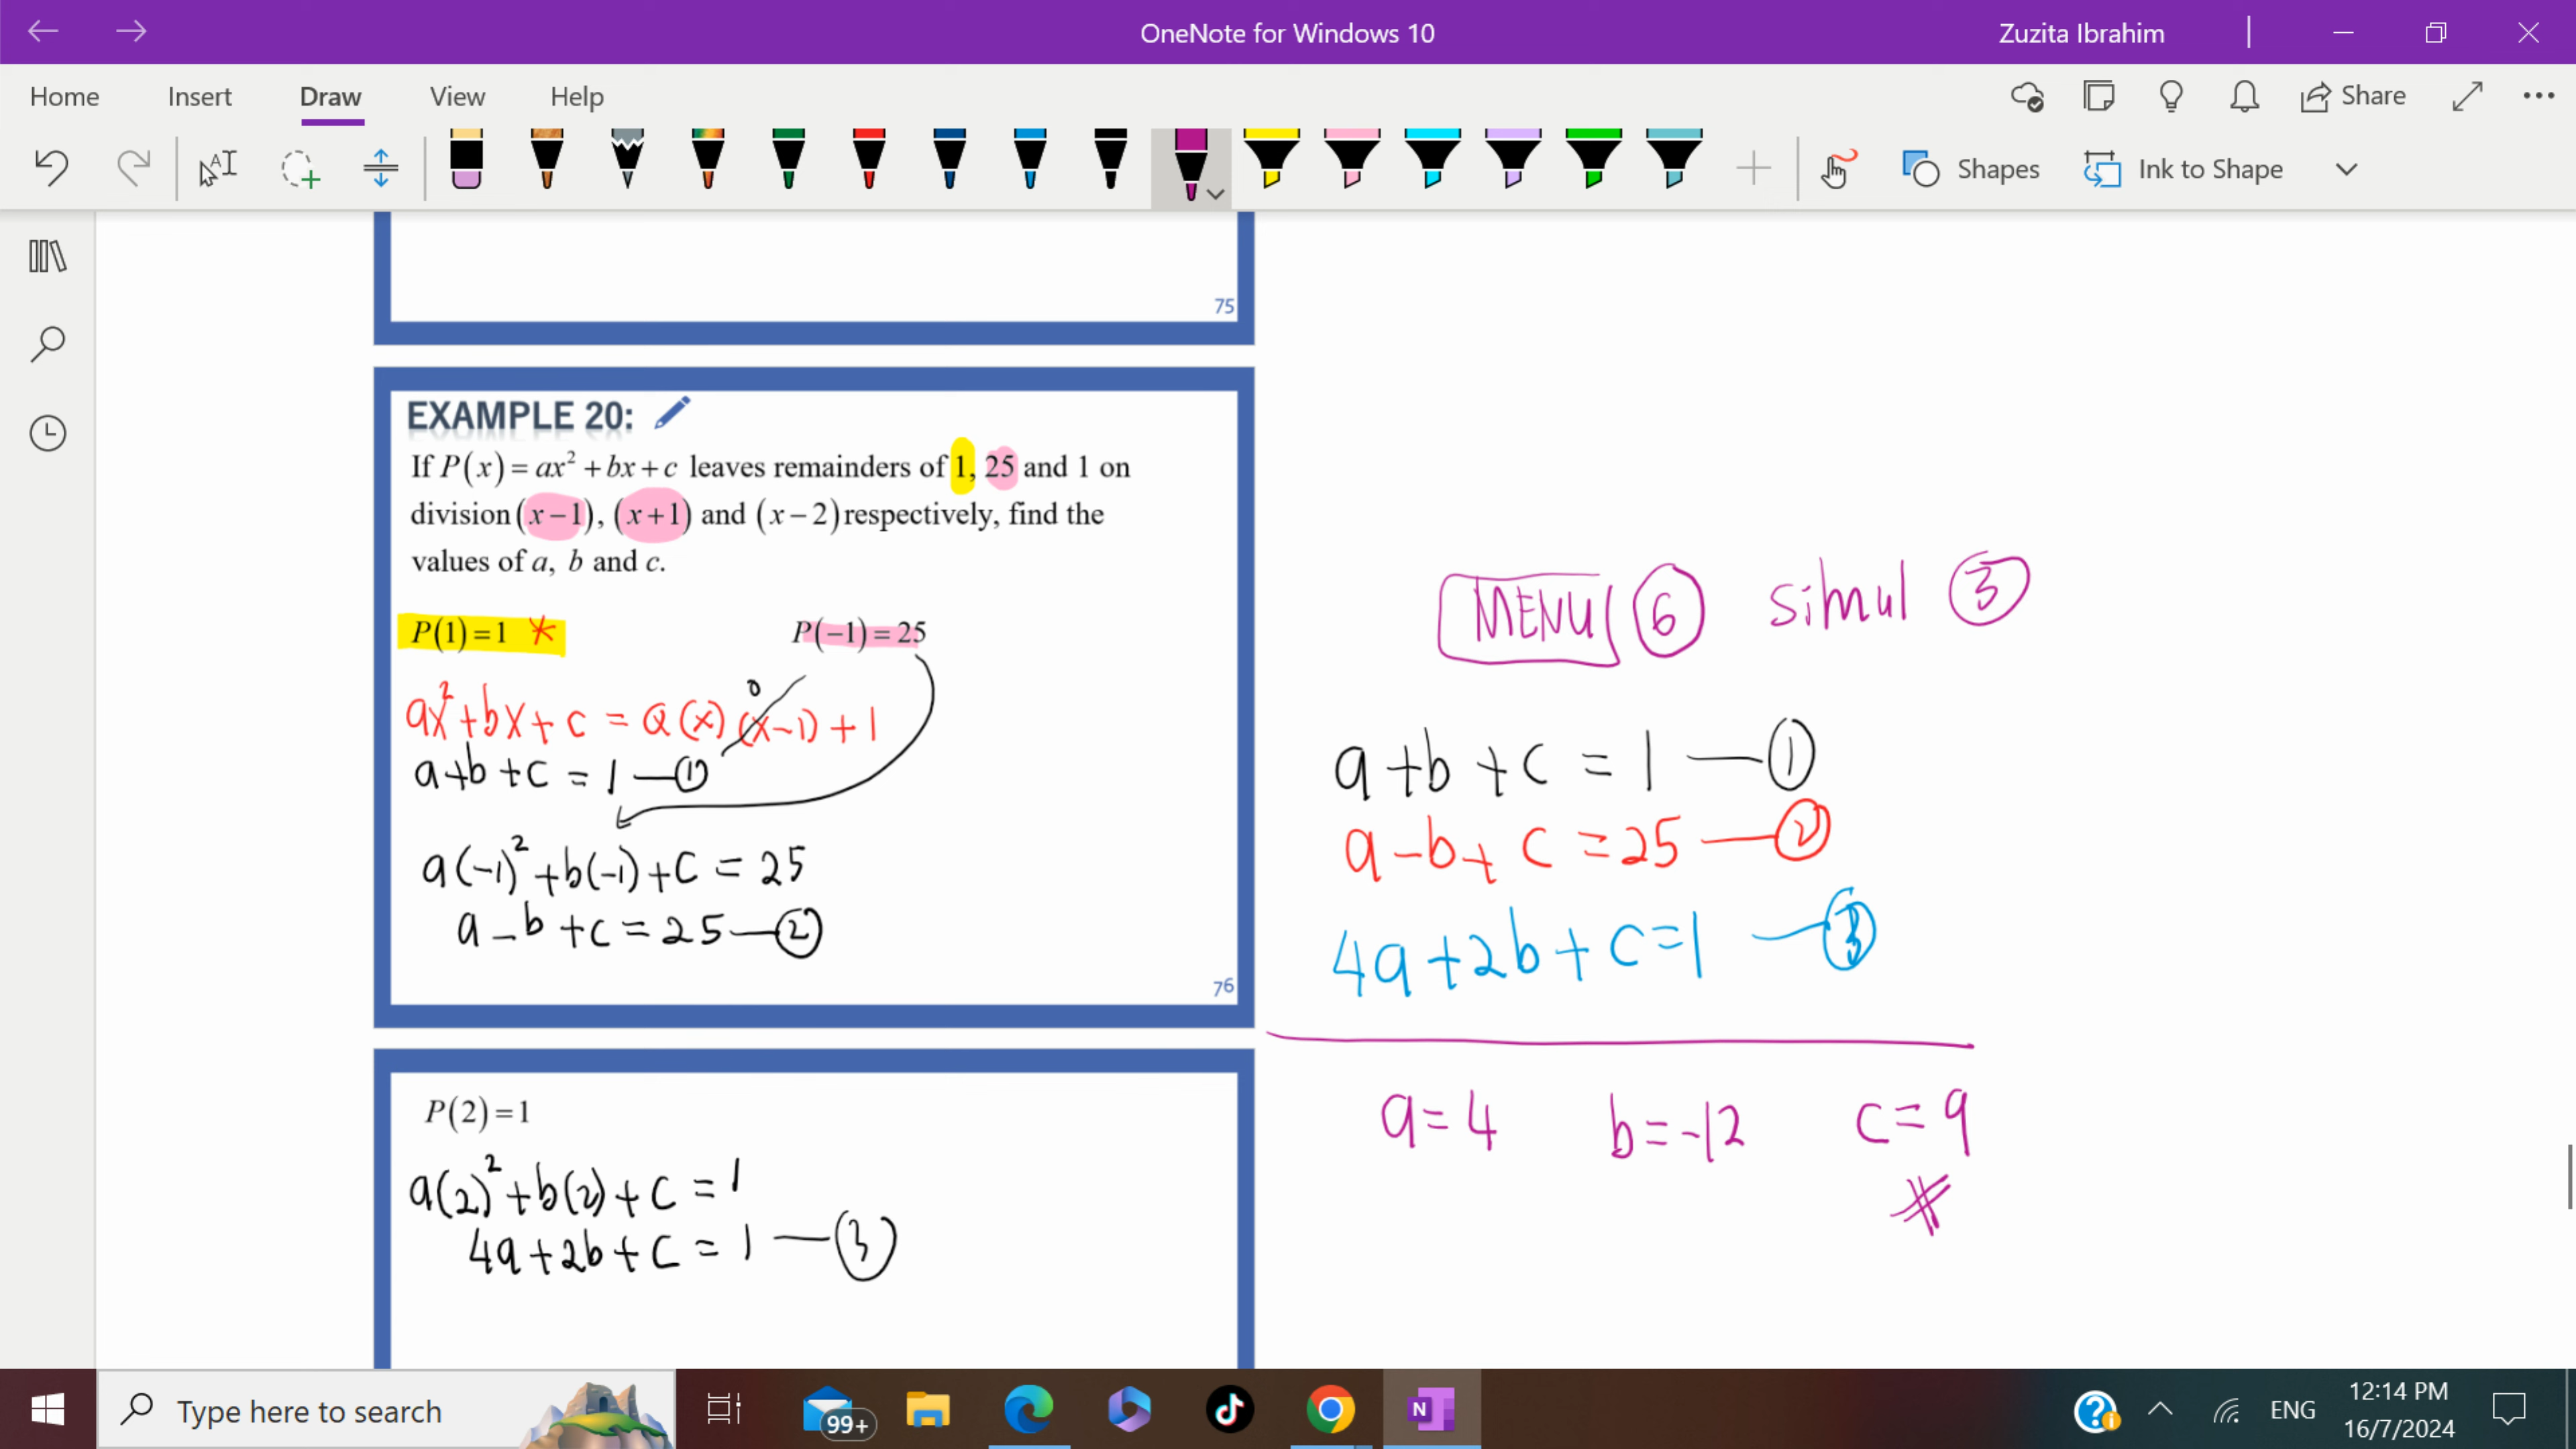 OneNote for Windows 10
Zuzita Ibrahim
Home Insert Draw View Help
Share
Shapes
Ink to Shape
75
EXAMPLE 20:
If P(x) = ax² + bx + c leaves remainders of 1, 25 and 1 on
division (x − 1), (x + 1) and (x − 2) respectively, find the
values of a, b and c.
P(1) = 1 *
P(−1) = 25
ax² + bx + c = Q(x) (x−1) + 1
0
a + b + c = 1 — ①
a(−1)² + b(−1) + c = 25
a − b + c = 25 — ②
76
P(2) = 1
a(2)² + b(2) + c = 1
4a + 2b + c = 1 — ③
MENU ⑥ simul ③
a + b + c = 1 — ①
a − b + c = 25 — ②
4a + 2b + c = 1 — ③
a = 4 b = −12 c = 9
Type here to search
99+
N
ENG
12:14 PM
16/7/2024